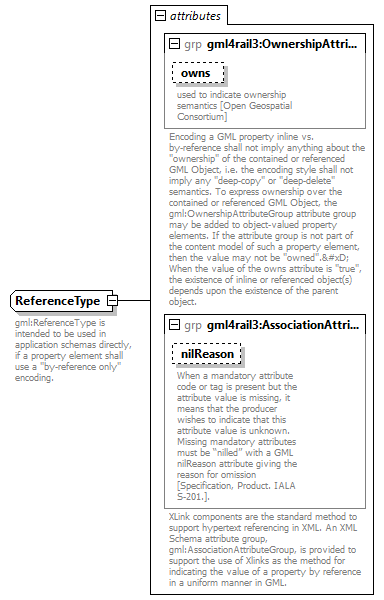 attributes
grp gml4rail3:OwnershipAttri...
owns
used to indicate ownership
semantics [Open Geospatial
Consortium]
Encoding a GML property inline vs.
by-reference shall not imply anything about the
"ownership" of the contained or referenced
GML Object, i.e. the encoding style shall not
imply any "deep-copy" or "deep-delete"
semantics. To express ownership over the
contained or referenced GML Object, the
gml:OwnershipAttributeGroup attribute group
may be added to object-valued property
elements. If the attribute group is not part of
the content model of such a property element,
then the value may not be "owned".&#xD;
When the value of the owns attribute is "true",
the existence of inline or referenced object(s)
depends upon the existence of the parent
object.
ReferenceType
gml:ReferenceType is
intended to be used in
application schemas directly,
if a property element shall
use a "by-reference only"
encoding.
grp gml4rail3:AssociationAttri...
nilReason
When a mandatory attribute
code or tag is present but the
attribute value is missing, it
means that the producer
wishes to indicate that this
attribute value is unknown.
Missing mandatory attributes
must be "nilled" with a GML
nilReason attribute giving the
reason for omission
[Specification, Product. IALA
S-201.].
XLink components are the standard method to
support hypertext referencing in XML. An XML
Schema attribute group,
gml:AssociationAttributeGroup, is provided to
support the use of Xlinks as the method for
indicating the value of a property by reference
in a uniform manner in GML.